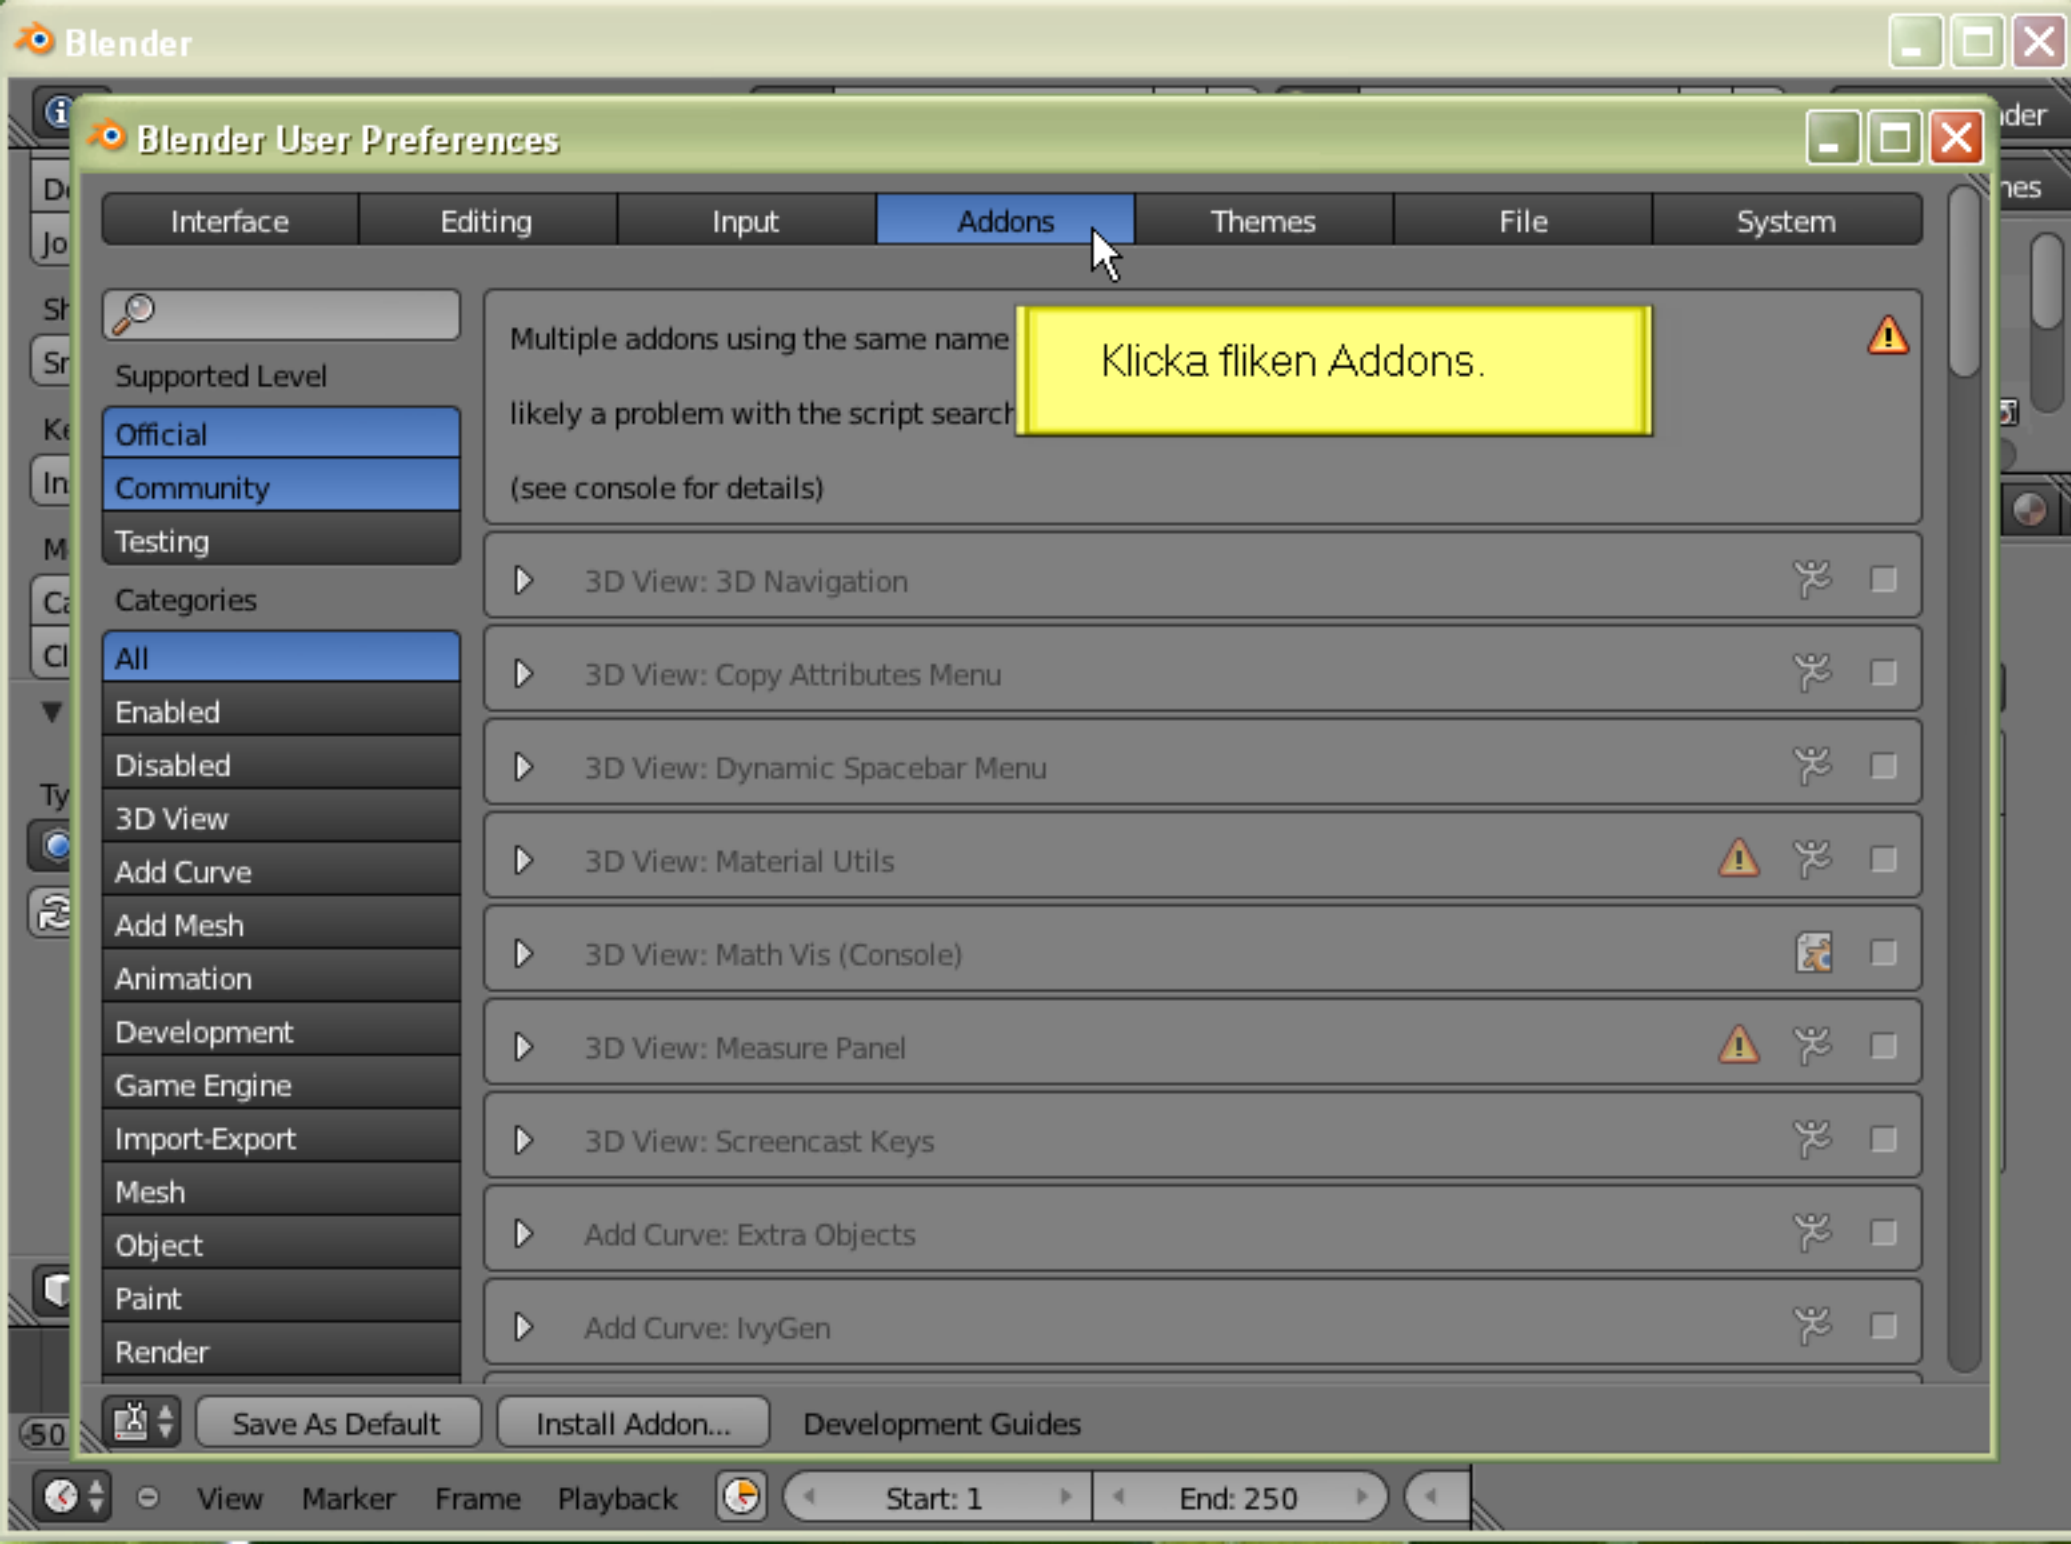 Blender
Blender User Preferences
Interface Editing Input Addons Themes File System
Multiple addons using the same name
likely a problem with the script search
(see console for details)
Klicka fliken Addons.
Supported Level
Official
Community
Testing
Categories
All
Enabled
Disabled
3D View
Add Curve
Add Mesh
Animation
Development
Game Engine
Import-Export
Mesh
Object
Paint
Render
3D View: 3D Navigation
3D View: Copy Attributes Menu
3D View: Dynamic Spacebar Menu
3D View: Material Utils
3D View: Math Vis (Console)
3D View: Measure Panel
3D View: Screencast Keys
Add Curve: Extra Objects
Add Curve: IvyGen
Save As Default Install Addon... Development Guides
-50
View Marker Frame Playback Start: 1 End: 250